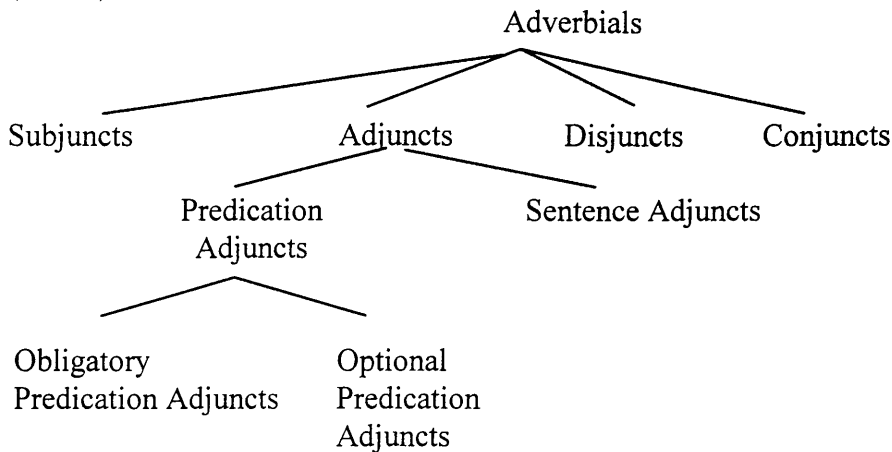 Adverbials
Subjuncts Adjuncts Disjuncts Conjuncts
Predication Sentence Adjuncts
Adjuncts
Obligatory Optional
Predication Adjuncts Predication
Adjuncts